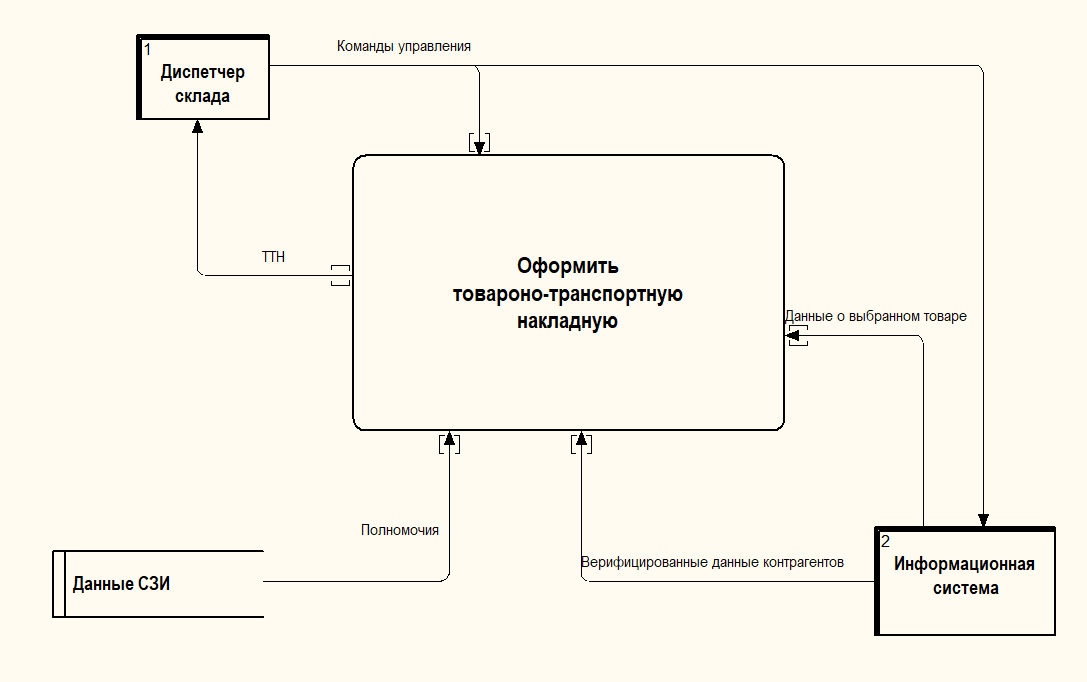 Команды управления
1
Диспетчер
склада
ТТН
Оформить
товароно-транспортную
накладную
Данные о выбранном товаре
Полномочия
Данные СЗИ
Верифицированные данные контрагентов
2
Информационная
система